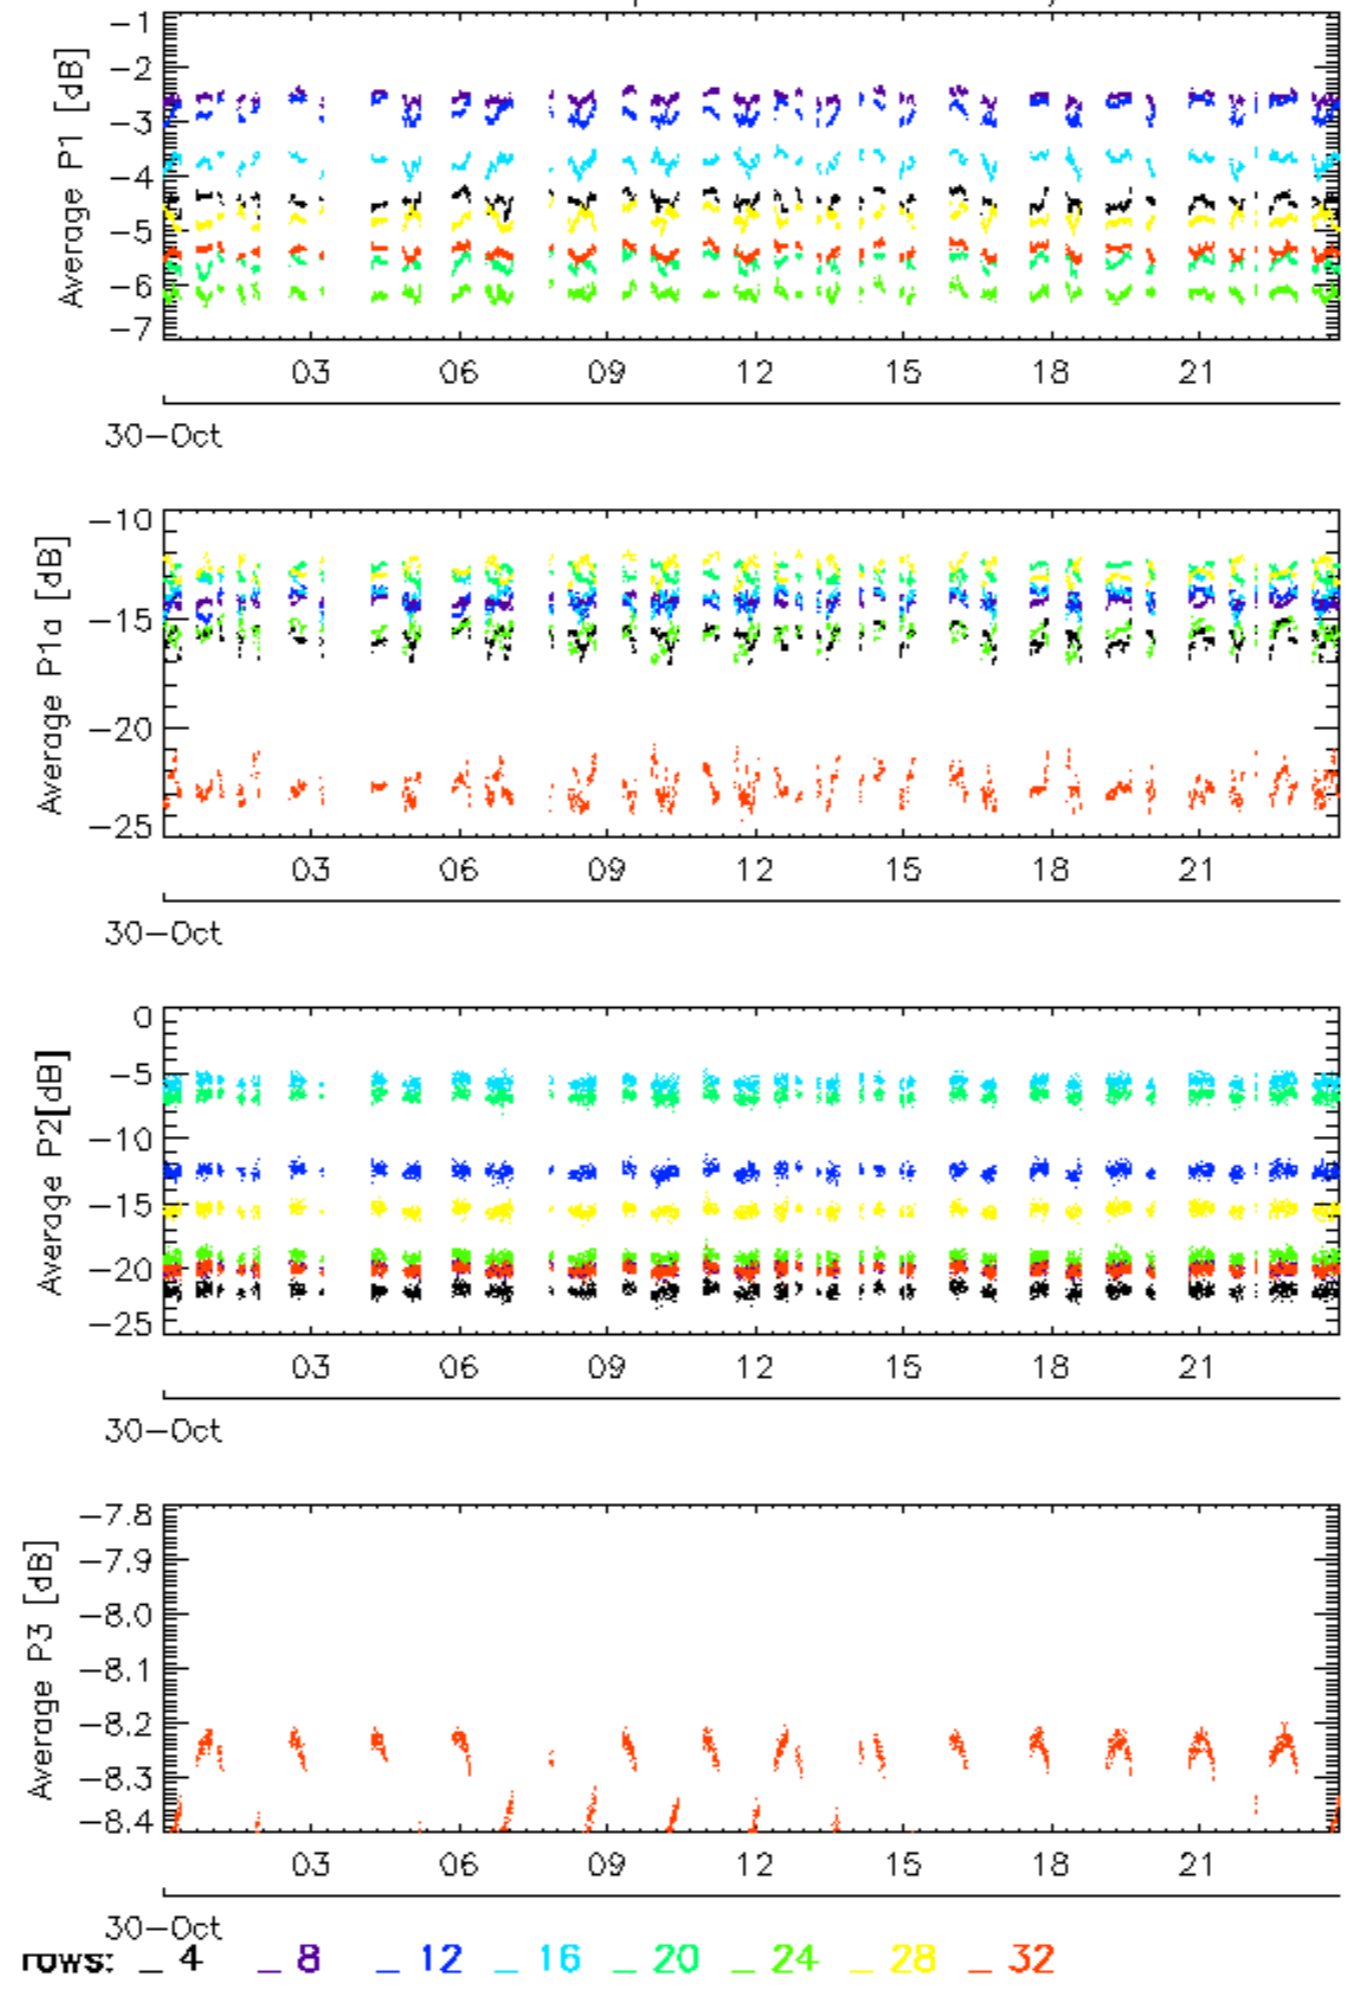 Average P1 [dB]
-1
-2
-3
-4
-5
-6
-7
03 06 09 12 15 18 21
30-Oct
Average P1a [dB]
-10
-15
-20
-25
03 06 09 12 15 18 21
30-Oct
Average P2[dB]
0
-5
-10
-15
-20
-25
03 06 09 12 15 18 21
30-Oct
Average P3 [dB]
-7.8
-7.9
-8.0
-8.1
-8.2
-8.3
-8.4
03 06 09 12 15 18 21
30-Oct
rows: _ 4 _ 8 _ 12 _ 16 _ 20 _ 24 _ 28 _ 32